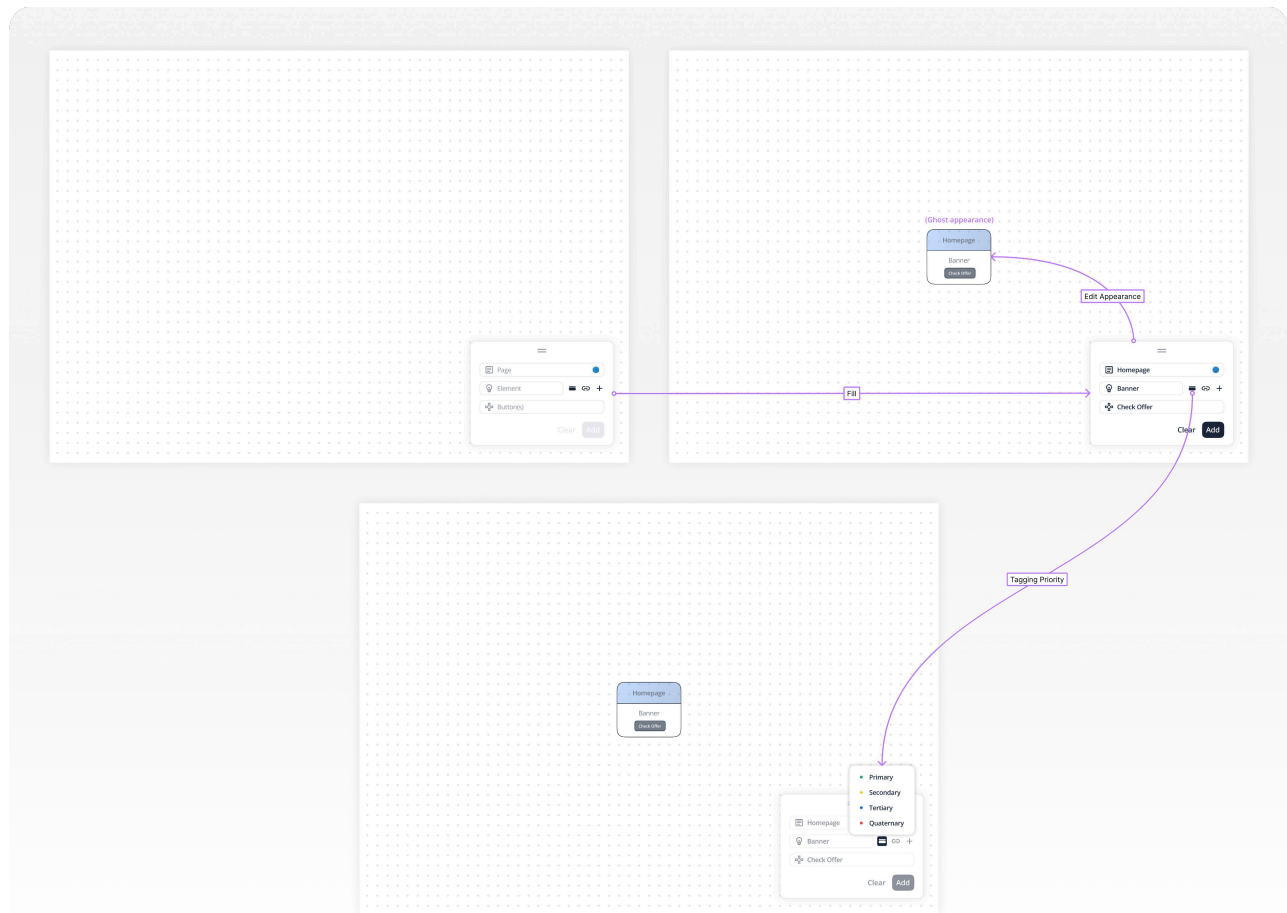 (Ghost appearance)
Homepage
Banner
Check Offer
Edit Appearance
Page
Element
Button(s)
Clear Add
Fill
Homepage
Banner
Check Offer
Clear Add
Tagging Priority
Homepage
Banner
Check Offer
Primary
Secondary
Tertiary
Quaternary
Homepage
Banner
Check Offer
Clear Add